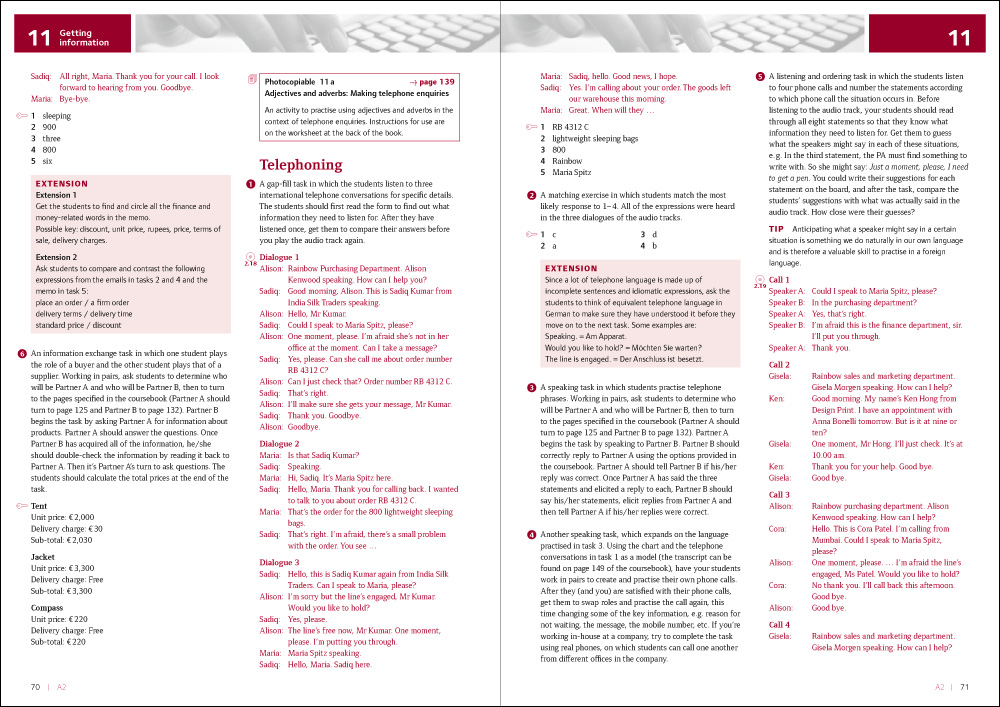 11 Getting
information
Sadiq: All right, Maria. Thank you for your call. I look
forward to hearing from you. Goodbye.
Maria: Bye-bye.
1 sleeping
2 900
3 three
4 800
5 six
EXTENSION
Extension 1
Get the students to find and circle all the finance and
money-related words in the memo.
Possible key: discount, unit price, rupees, price, terms of
sale, delivery charges.
Extension 2
Ask students to compare and contrast the following
expressions from the emails in tasks 2 and 4 and the
memo in task 5:
place an order / a firm order
delivery terms / delivery time
standard price / discount
6 An information exchange task in which one student plays
the role of a buyer and the other student plays that of a
supplier. Working in pairs, ask students to determine who
will be Partner A and who will be Partner B, then to turn
to the pages specified in the coursebook (Partner A should
turn to page 125 and Partner B to page 132). Partner B
begins the task by asking Partner A for information about
products. Partner A should answer the questions. Once
Partner B has acquired all of the information, he/she
should double-check the information by reading it back to
Partner A. Then it's Partner A's turn to ask questions. The
students should calculate the total prices at the end of the
task.
Tent
Unit price: € 2,000
Delivery charge: € 30
Sub-total: € 2,030
Jacket
Unit price: € 3,300
Delivery charge: Free
Sub-total: € 3,300
Compass
Unit price: € 220
Delivery charge: Free
Sub-total: € 220
70 | A2
Photocopiable 11 a → page 139
Adjectives and adverbs: Making telephone enquiries
An activity to practise using adjectives and adverbs in the
context of telephone enquiries. Instructions for use are
on the worksheet at the back of the book.
Telephoning
1 A gap-fill task in which the students listen to three
international telephone conversations for specific details.
The students should first read the form to find out what
information they need to listen for. After they have
listened once, get them to compare their answers before
you play the audio track again.
2.18 Dialogue 1
Alison: Rainbow Purchasing Department. Alison
Kenwood speaking. How can I help you?
Sadiq: Good morning, Alison. This is Sadiq Kumar from
India Silk Traders speaking.
Alison: Hello, Mr Kumar.
Sadiq: Could I speak to Maria Spitz, please?
Alison: One moment, please. I'm afraid she's not in her
office at the moment. Can I take a message?
Sadiq: Yes, please. Can she call me about order number
RB 4312 C?
Alison: Can I just check that? Order number RB 4312 C.
Sadiq: That's right.
Alison: I'll make sure she gets your message, Mr Kumar.
Sadiq: Thank you. Goodbye.
Alison: Goodbye.
Dialogue 2
Maria: Is that Sadiq Kumar?
Sadiq: Speaking.
Maria: Hi, Sadiq. It's Maria Spitz here.
Sadiq: Hello, Maria. Thank you for calling back. I wanted
to talk to you about order RB 4312 C.
Maria: That's the order for the 800 lightweight sleeping
bags.
Sadiq: That's right. I'm afraid, there's a small problem
with the order. You see …
Dialogue 3
Sadiq: Hello, this is Sadiq Kumar again from India Silk
Traders. Can I speak to Maria, please?
Alison: I'm sorry but the line's engaged, Mr Kumar.
Would you like to hold?
Sadiq: Yes, please.
Alison: The line's free now, Mr Kumar. One moment,
please. I'm putting you through.
Maria: Maria Spitz speaking.
Sadiq: Hello, Maria. Sadiq here.
11
Maria: Sadiq, hello. Good news, I hope.
Sadiq: Yes. I'm calling about your order. The goods left
our warehouse this morning.
Maria: Great. When will they …
1 RB 4312 C
2 lightweight sleeping bags
3 800
4 Rainbow
5 Maria Spitz
2 A matching exercise in which students match the most
likely response to 1–4. All of the expressions were heard
in the three dialogues of the audio tracks.
1 c 3 d
2 a 4 b
EXTENSION
Since a lot of telephone language is made up of
incomplete sentences and idiomatic expressions, ask the
students to think of equivalent telephone language in
German to make sure they have understood it before they
move on to the next task. Some examples are:
Speaking. = Am Apparat.
Would you like to hold? = Möchten Sie warten?
The line is engaged. = Der Anschluss ist besetzt.
3 A speaking task in which students practise telephone
phrases. Working in pairs, ask students to determine who
will be Partner A and who will be Partner B, then to turn
to the pages specified in the coursebook (Partner A should
turn to page 125 and Partner B to page 132). Partner A
begins the task by speaking to Partner B. Partner B should
correctly reply to Partner A using the options provided in
the coursebook. Partner A should tell Partner B if his/her
reply was correct. Once Partner A has said the three
statements and elicited a reply to each, Partner B should
say his/her statements, elicit replies from Partner A and
then tell Partner A if his/her replies were correct.
4 Another speaking task, which expands on the language
practised in task 3. Using the chart and the telephone
conversations in task 1 as a model (the transcript can be
found on page 149 of the coursebook), have your students
work in pairs to create and practise their own phone calls.
After they (and you) are satisfied with their phone calls,
get them to swap roles and practise the call again, this
time changing some of the key information, e.g. reason for
not waiting, the message, the mobile number, etc. If you're
working in-house at a company, try to complete the task
using real phones, on which students can call one another
from different offices in the company.
5 A listening and ordering task in which the students listen
to four phone calls and number the statements according
to which phone call the situation occurs in. Before
listening to the audio track, your students should read
through all eight statements so that they know what
information they need to listen for. Get them to guess
what the speakers might say in each of these situations,
e.g. In the third statement, the PA must find something to
write with. So she might say: Just a moment, please, I need
to get a pen. You could write their suggestions for each
statement on the board, and after the task, compare the
students' suggestions with what was actually said in the
audio track. How close were their guesses?
TIP Anticipating what a speaker might say in a certain
situation is something we do naturally in our own language
and is therefore a valuable skill to practise in a foreign
language.
2.19 Call 1
Speaker A: Could I speak to Maria Spitz, please?
Speaker B: In the purchasing department?
Speaker A: Yes, that's right.
Speaker B: I'm afraid this is the finance department, sir.
I'll put you through.
Speaker A: Thank you.
Call 2
Gisela: Rainbow sales and marketing department.
Gisela Morgen speaking. How can I help?
Ken: Good morning. My name's Ken Hong from
Design Print. I have an appointment with
Anna Bonelli tomorrow. But is it at nine or
ten?
Gisela: One moment, Mr Hong. I'll just check. It's at
10:00 am.
Ken: Thank you for your help. Good bye.
Gisela: Good bye.
Call 3
Alison: Rainbow purchasing department. Alison
Kenwood speaking. How can I help?
Cora: Hello. This is Cora Patel. I'm calling from
Mumbai. Could I speak to Maria Spitz,
please?
Alison: One moment, please. … I'm afraid the line's
engaged, Ms Patel. Would you like to hold?
Cora: No thank you. I'll call back this afternoon.
Good bye.
Alison: Good bye.
Call 4
Gisela: Rainbow sales and marketing department.
Gisela Morgen speaking. How can I help?
A2 | 71